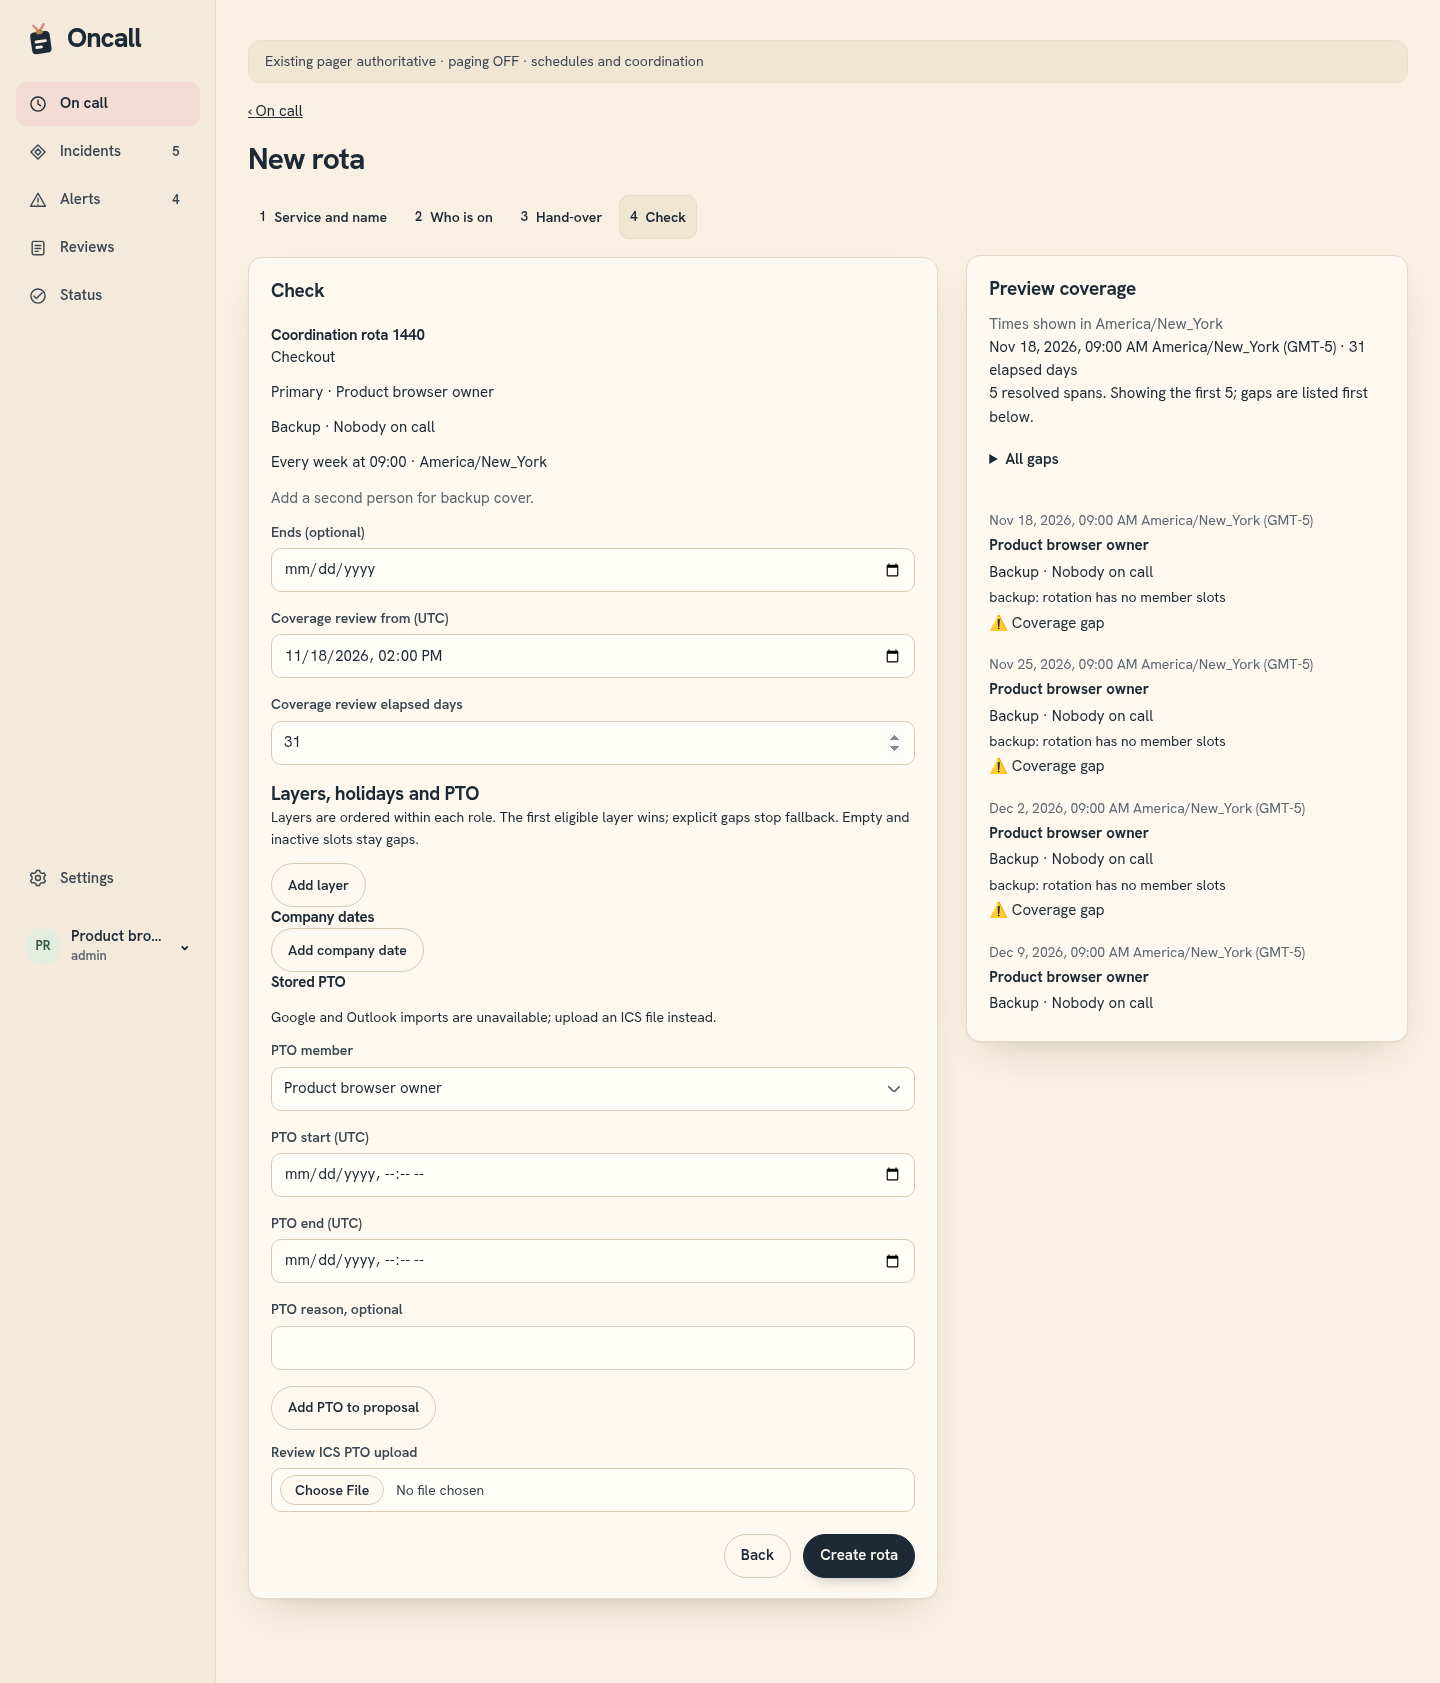 Oncall
On call
Incidents 5
Alerts 4
Reviews
Status
Settings
PR
Product bro...
admin
Existing pager authoritative · paging OFF · schedules and coordination
‹ On call
New rota
1 Service and name
2 Who is on
3 Hand-over
4 Check
Check
Coordination rota 1440
Checkout
Primary · Product browser owner
Backup · Nobody on call
Every week at 09:00 · America/New_York
Add a second person for backup cover.
Ends (optional)
mm/dd/yyyy
Coverage review from (UTC)
11/18/2026, 02:00 PM
Coverage review elapsed days
31
Layers, holidays and PTO
Layers are ordered within each role. The first eligible layer wins; explicit gaps stop fallback. Empty and
inactive slots stay gaps.
Add layer
Company dates
Add company date
Stored PTO
Google and Outlook imports are unavailable; upload an ICS file instead.
PTO member
Product browser owner
PTO start (UTC)
mm/dd/yyyy, --:-- --
PTO end (UTC)
mm/dd/yyyy, --:-- --
PTO reason, optional
Add PTO to proposal
Review ICS PTO upload
Choose File No file chosen
Back
Create rota
Preview coverage
Times shown in America/New_York
Nov 18, 2026, 09:00 AM America/New_York (GMT-5) · 31
elapsed days
5 resolved spans. Showing the first 5; gaps are listed first
below.
All gaps
Nov 18, 2026, 09:00 AM America/New_York (GMT-5)
Product browser owner
Backup · Nobody on call
backup: rotation has no member slots
⚠️ Coverage gap
Nov 25, 2026, 09:00 AM America/New_York (GMT-5)
Product browser owner
Backup · Nobody on call
backup: rotation has no member slots
⚠️ Coverage gap
Dec 2, 2026, 09:00 AM America/New_York (GMT-5)
Product browser owner
Backup · Nobody on call
backup: rotation has no member slots
⚠️ Coverage gap
Dec 9, 2026, 09:00 AM America/New_York (GMT-5)
Product browser owner
Backup · Nobody on call